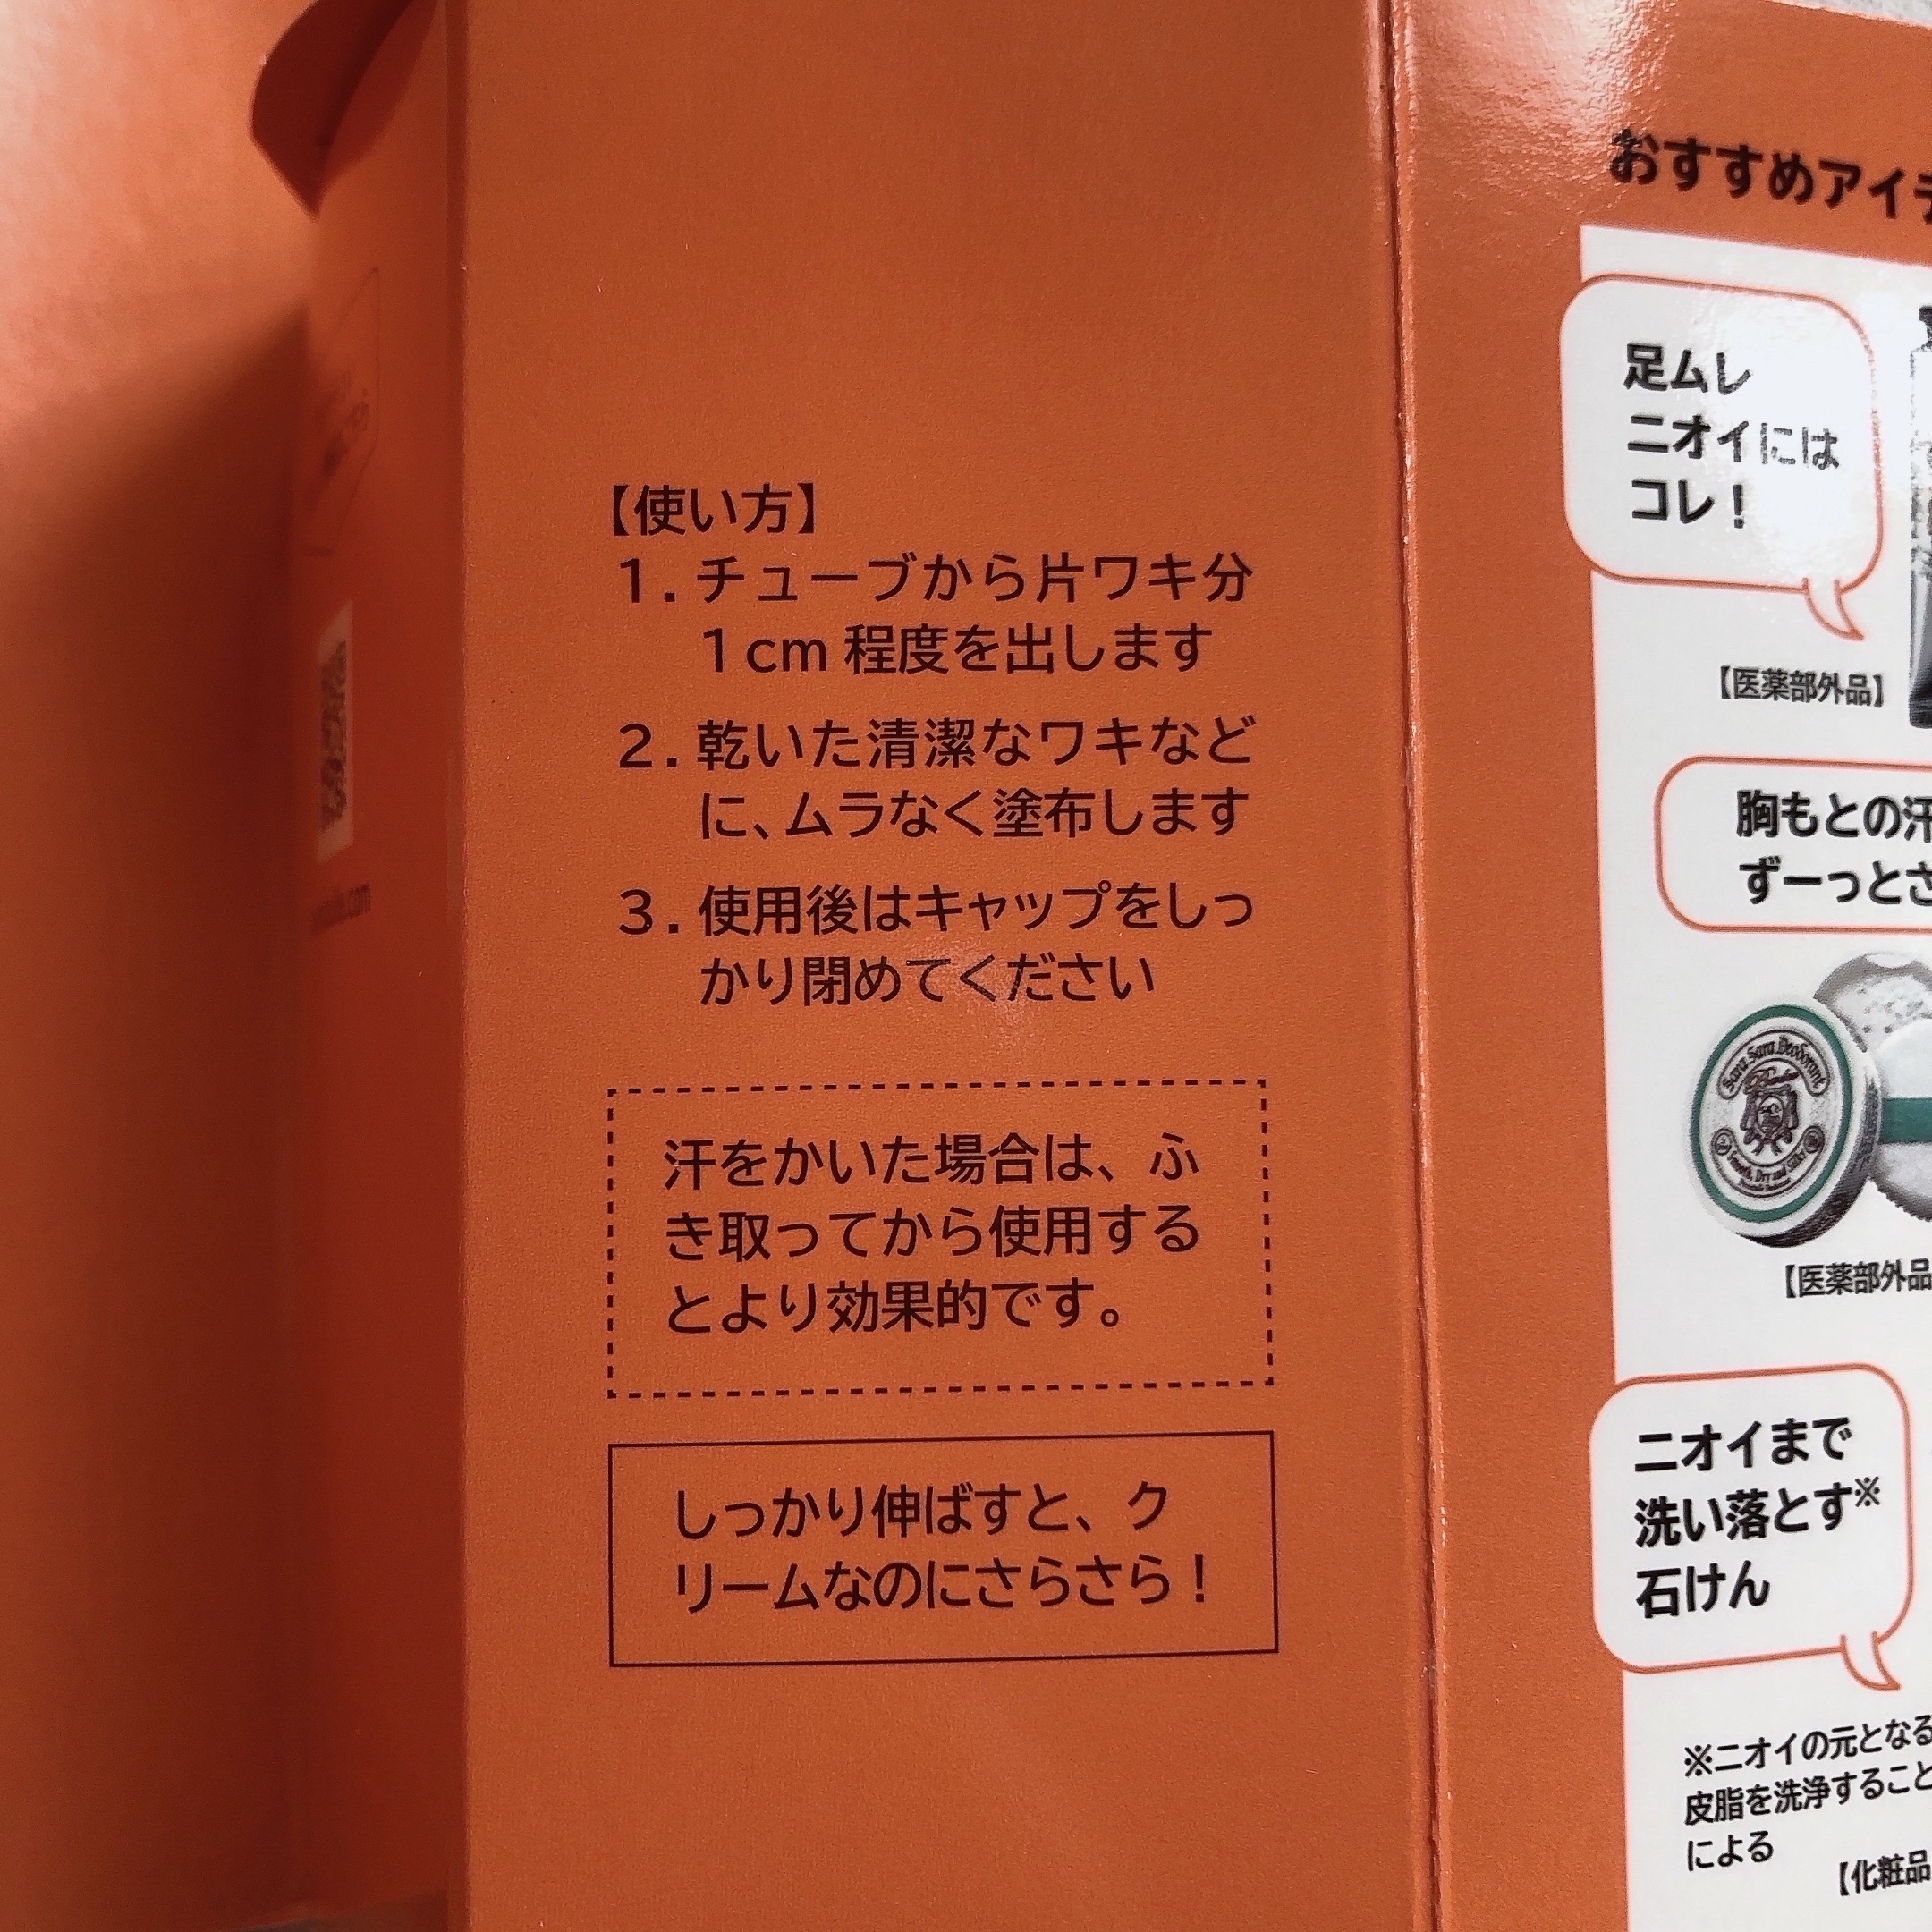 【使い方】
1. チューブから片ワキ分
1cm 程度を出します
2. 乾いた清潔なワキなど
に、ムラなく塗布します
3. 使用後はキャップをしっ
かり閉めてください
汗をかいた場合は、ふ
き取ってから使用する
とより効果的です。
しっかり伸ばすと、ク
リームなのにさらさら！
おすすめアイテ
足ムレ
ニオイには
コレ！
【医薬部外品】
胸もとの汗
ずーっとさ
Sara Sara Deodorant
Smooth, Dry and Silky
【医薬部外品
ニオイまで
洗い落とす※
石けん
※ニオイの元となる
皮脂を洗浄すること
による
【化粧品